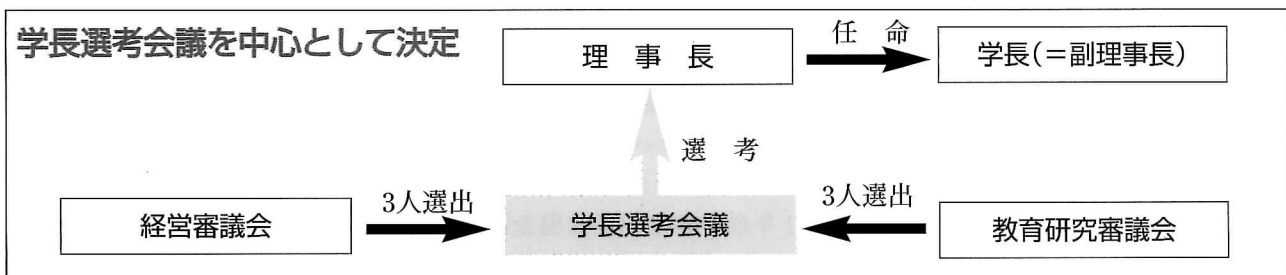 学長選考会議を中心として決定
理事長
任命
学長(=副理事長)
選考
経営審議会
3人選出
学長選考会議
3人選出
教育研究審議会